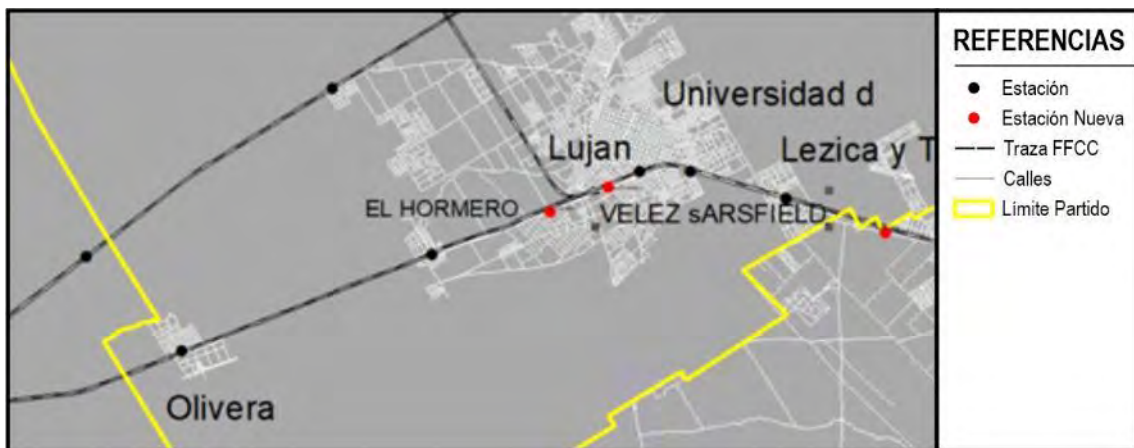 Universidad d
Lujan
Lezica y T
EL HORMERO
VELEZ sARSFIELD
Olivera
REFERENCIAS
Estación
Estación Nueva
Traza FFCC
Calles
Límite Partido